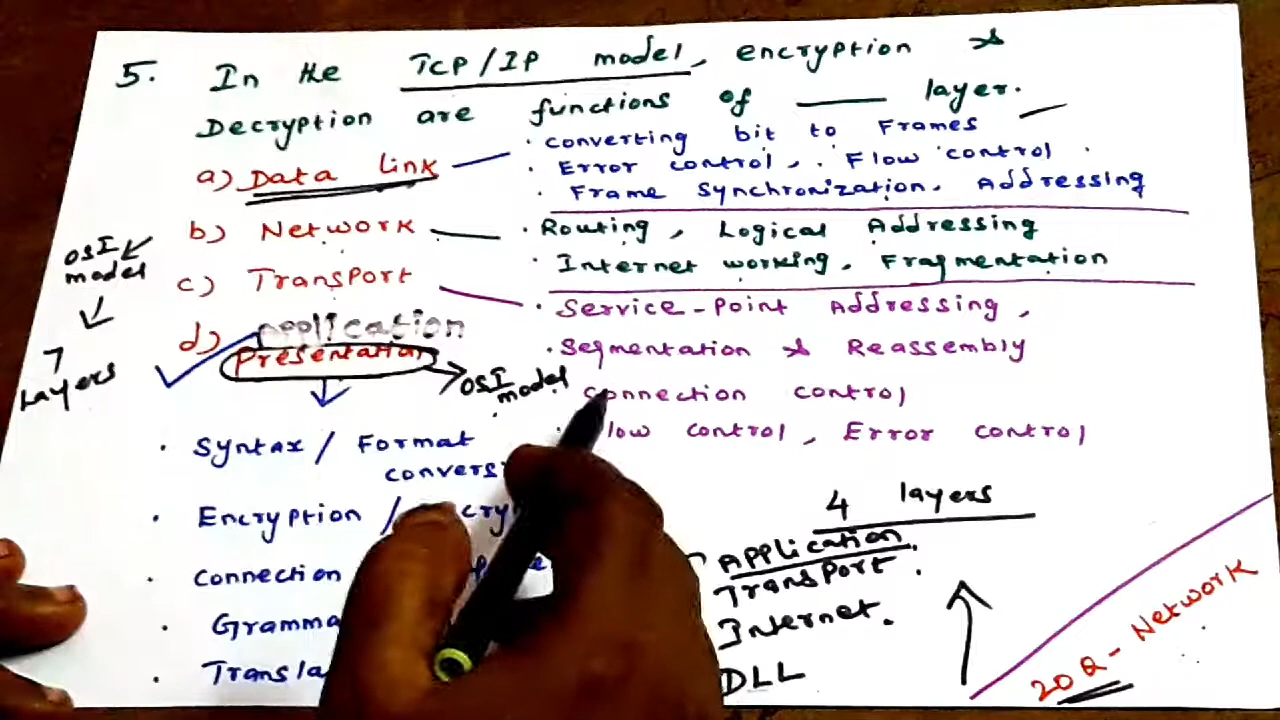 5. In the TCP/IP model, encryption &
Decryption are functions of ____ layer.
a) Data Link
· converting bit to Frames
· Error control, · Flow control.
· Frame synchronization. Addressing
b) Network
· Routing, Logical Addressing
· Internet working, Fragmentation
c) Transport
· Service-Point Addressing,
· Segmentation & Reassembly
connection control
low control, Error control
d) Application
Presentation
OSI model
OSI
model
7
Layers
· Syntax / Format
conversi
· Encryption /
· Connection
· Gramma
· Transla
4 layers
Application.
Transport.
Internet.
DLL
20Q - Network